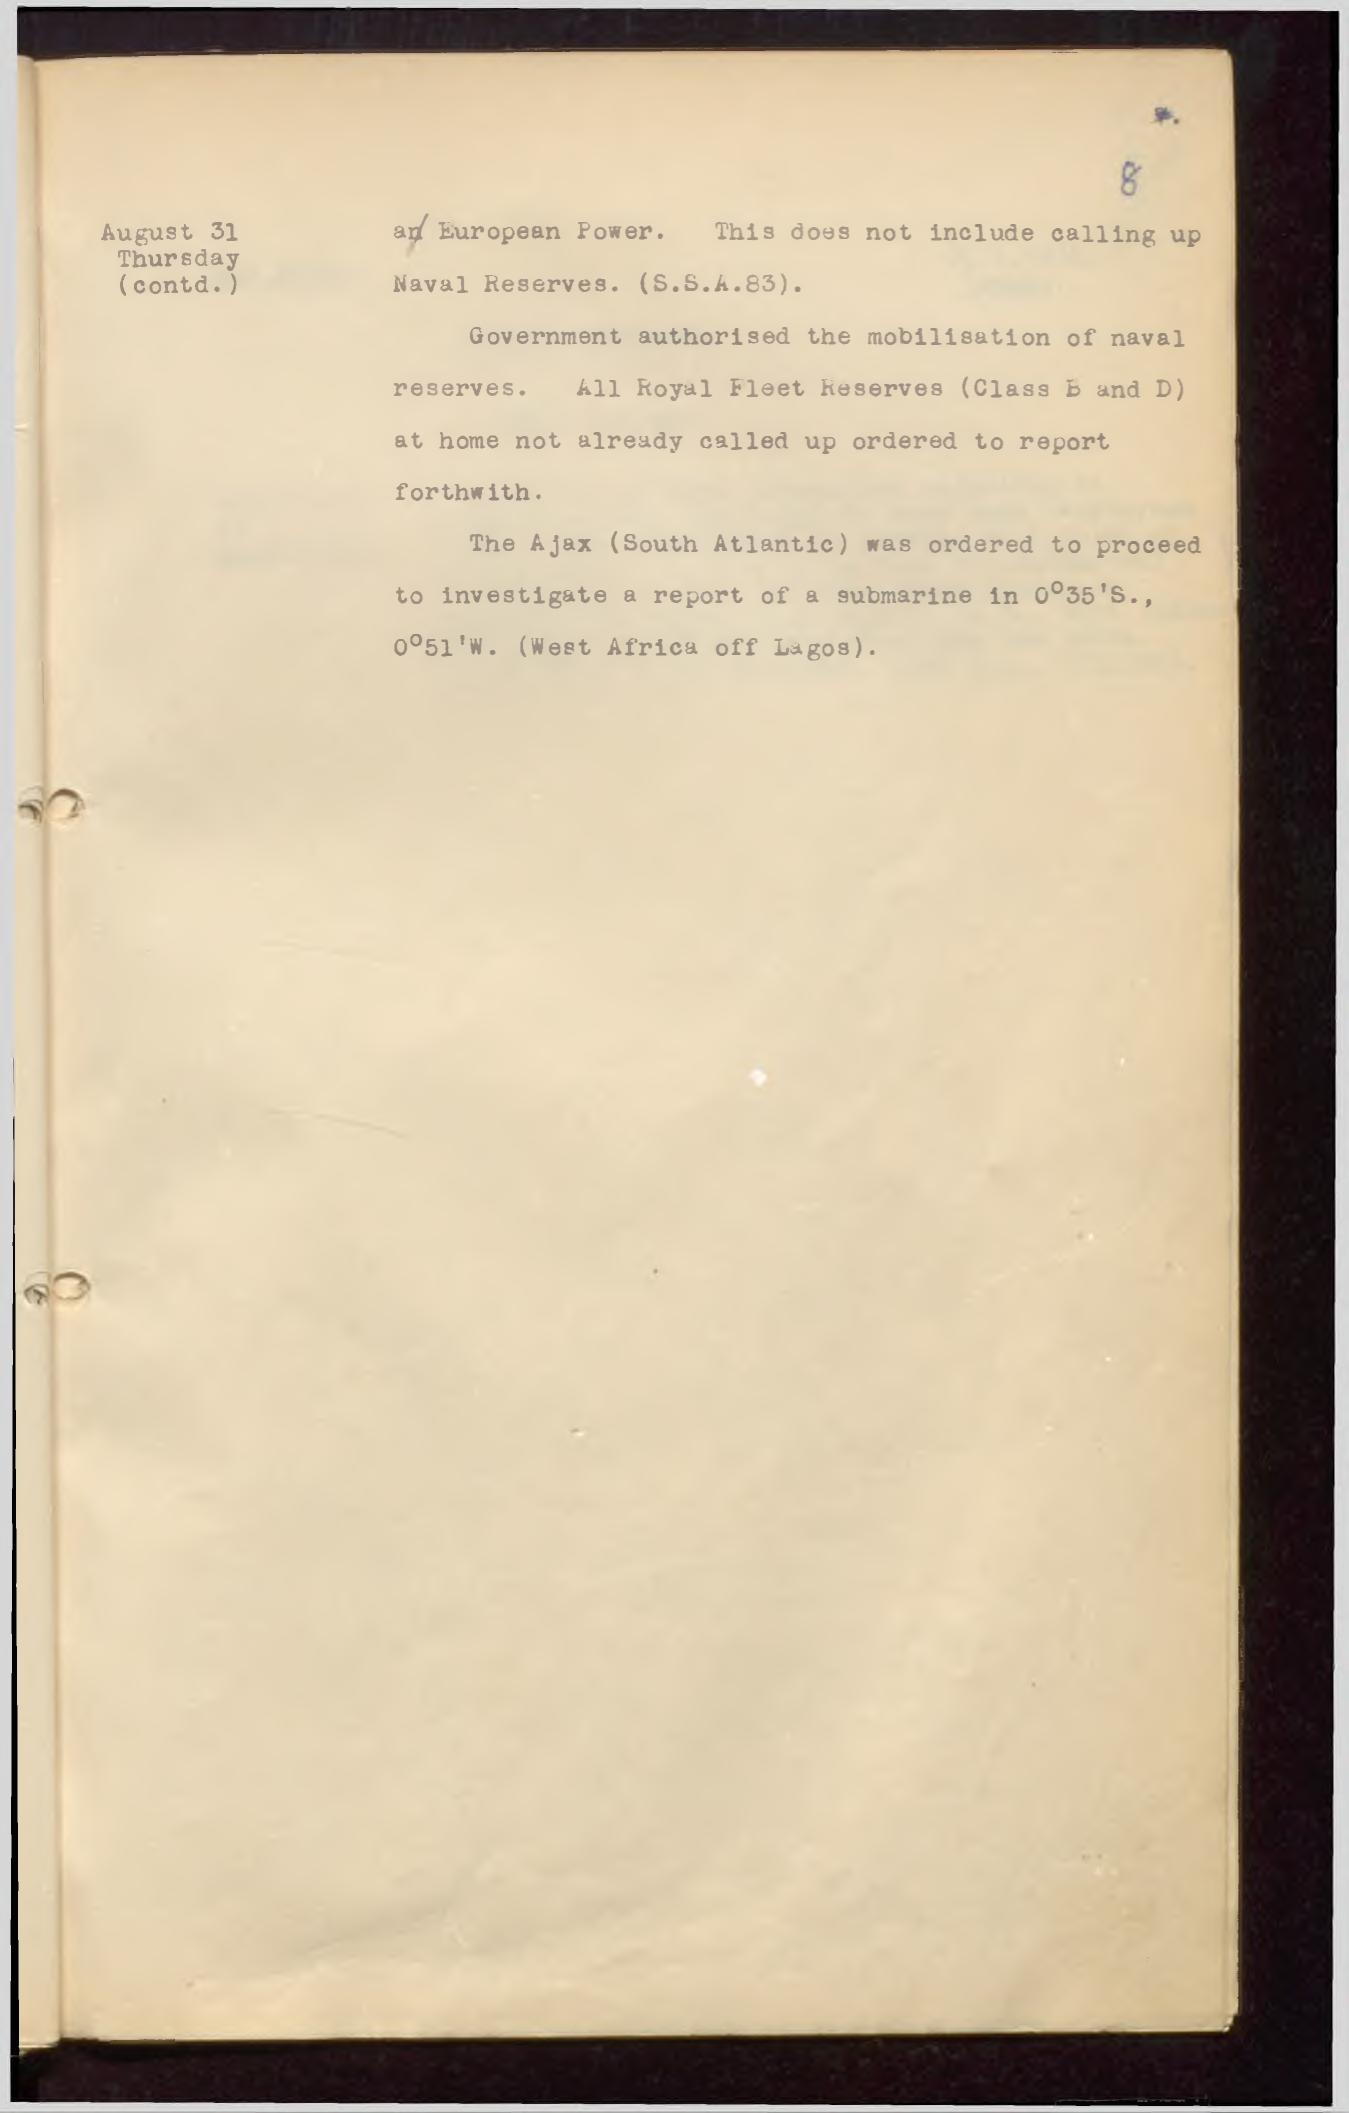 8
August 31
Thursday
(contd.)
an European Power. This does not include calling up
Naval Reserves. (S.S.A.83).
Government authorised the mobilisation of naval
reserves. All Royal Fleet Reserves (Class B and D)
at home not already called up ordered to report
forthwith.
The Ajax (South Atlantic) was ordered to proceed
to investigate a report of a submarine in 0°35'S.,
0°51'W. (West Africa off Lagos).